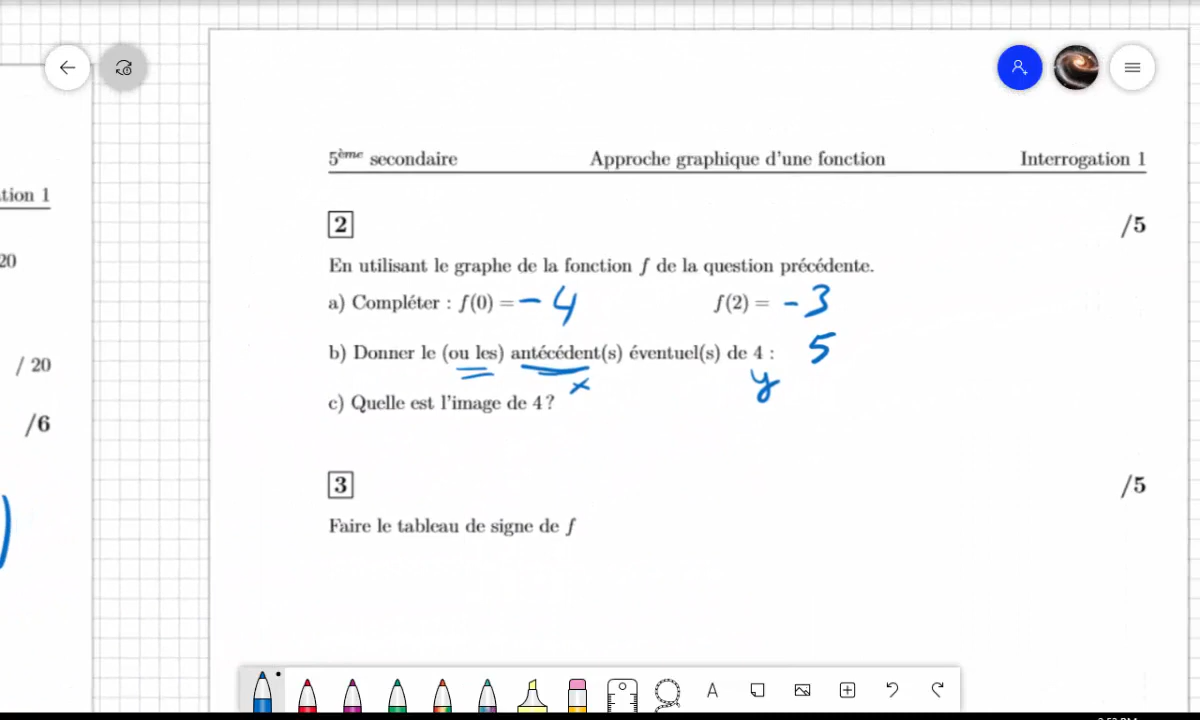 5ème secondaire Approche graphique d'une fonction Interrogation 1
tion 1
2 /5
20
En utilisant le graphe de la fonction f de la question précédente.
a) Compléter : f(0) = -4 f(2) = -3
b) Donner le (ou les) antécédent(s) éventuel(s) de 4 : 5
/ 20
x y
c) Quelle est l'image de 4 ?
/6
3 /5
Faire le tableau de signe de f
A